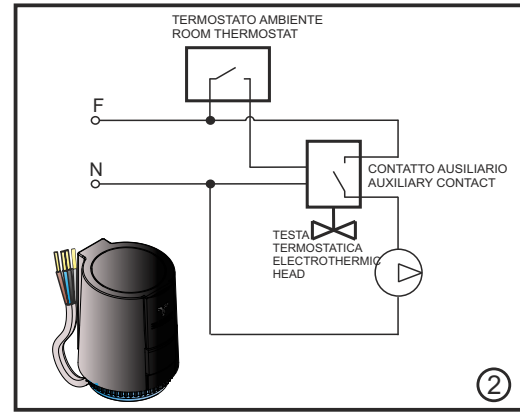 TERMOSTATO AMBIENTE
ROOM THERMOSTAT
F
N
CONTATTO AUSILIARIO
AUXILIARY CONTACT
TESTA
TERMOSTATICA
ELECTROTHERMIC
HEAD
2